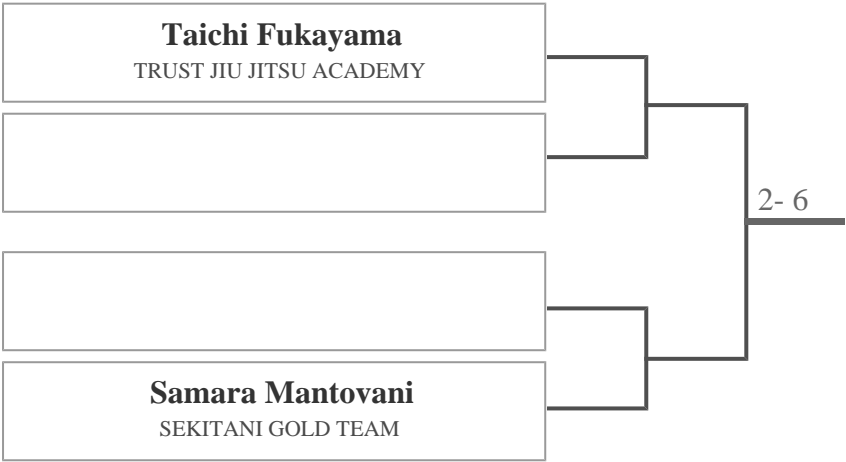 Taichi Fukayama
TRUST JIU JITSU ACADEMY
2- 6
Samara Mantovani
SEKITANI GOLD TEAM